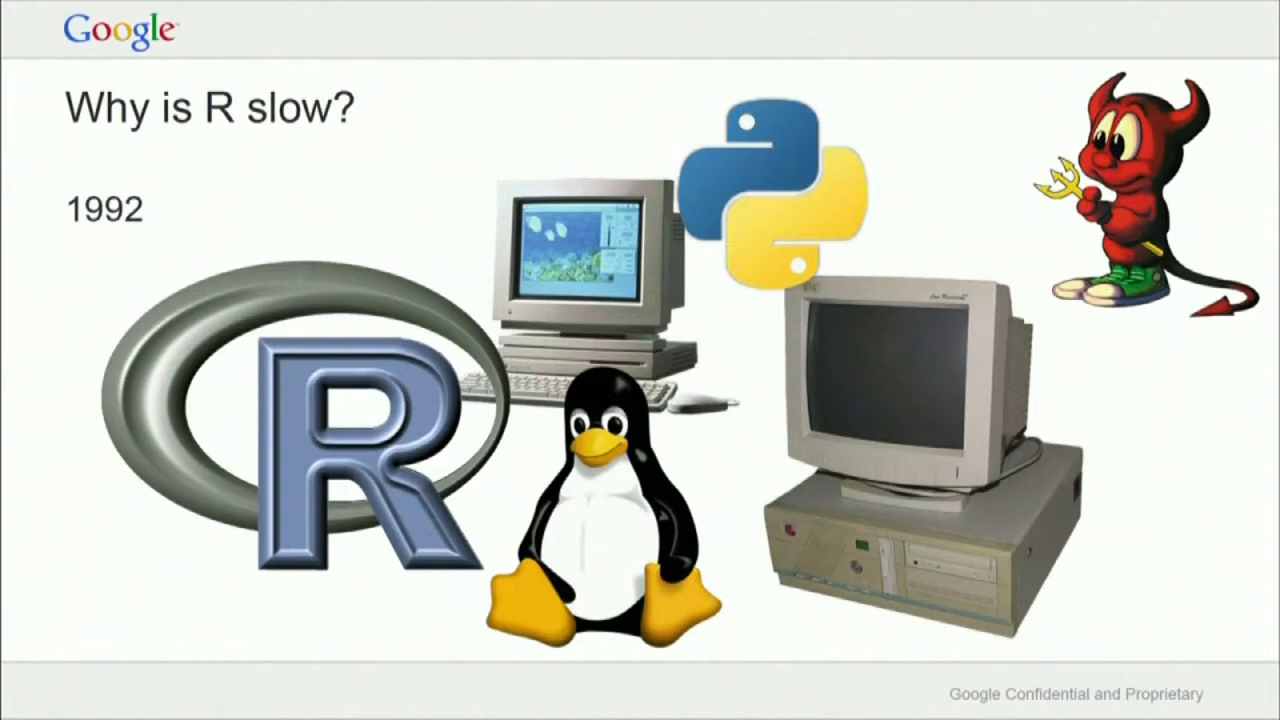 Google
Why is R slow?
1992
R
Google Confidential and Proprietary